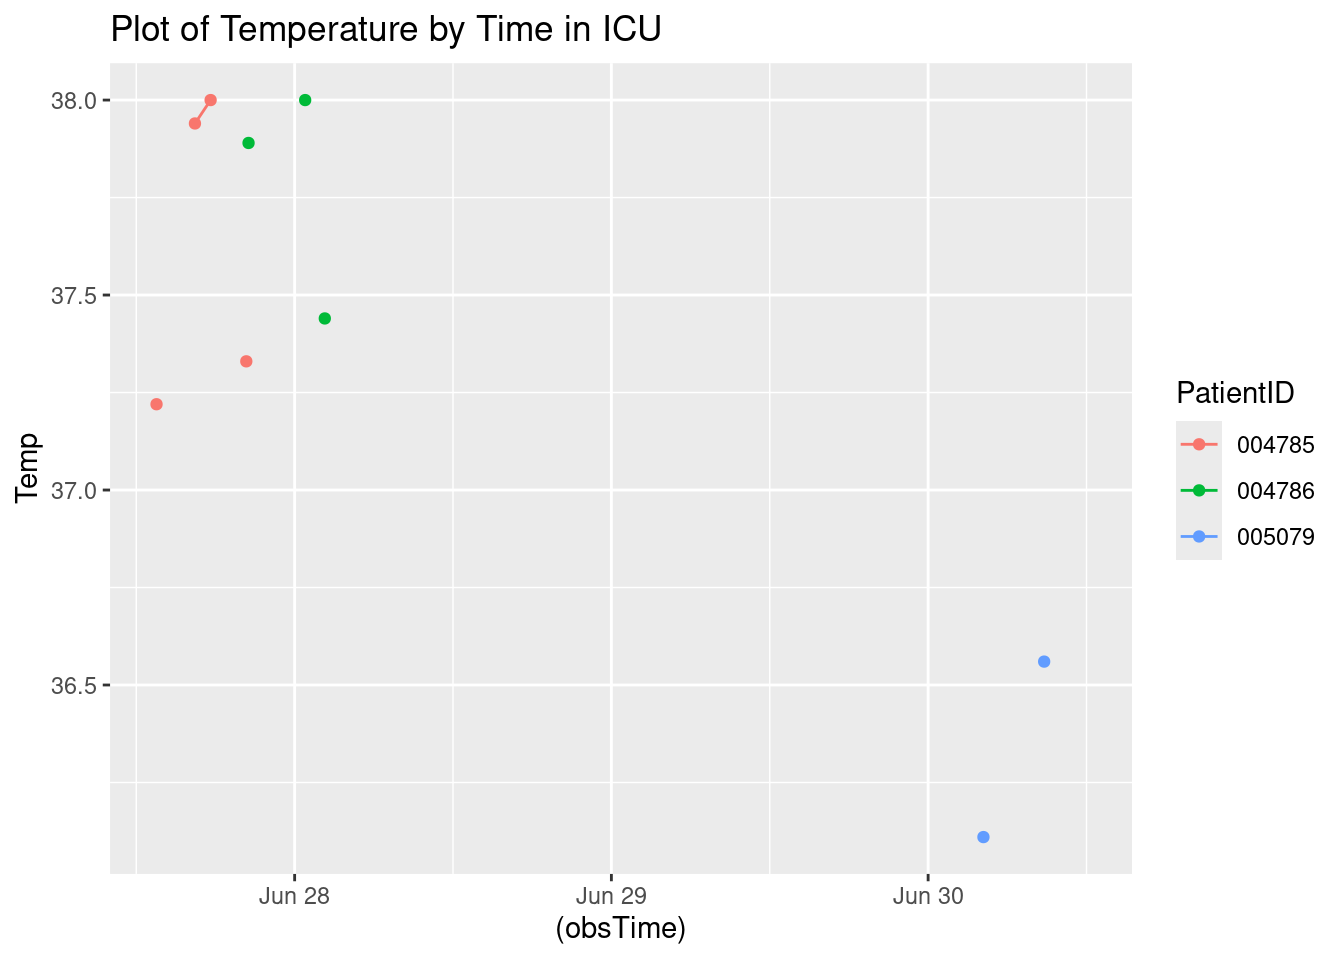 Plot of Temperature by Time in ICU
38.0
37.5
37.0
36.5
Temp
Jun 28
Jun 29
Jun 30
(obsTime)
PatientID
004785
004786
005079